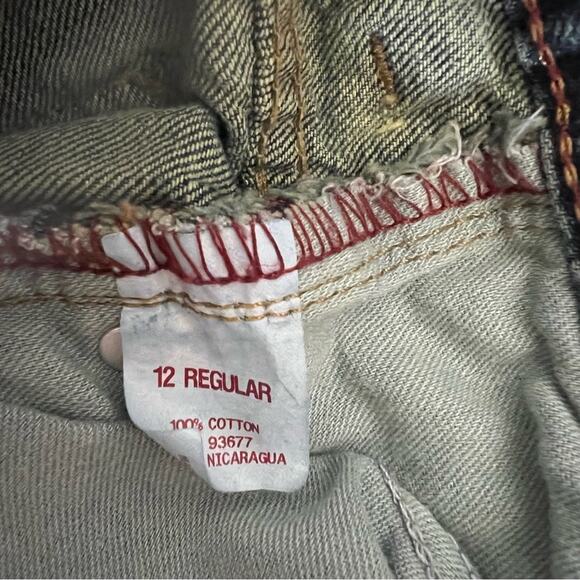 12 REGULAR
100% COTTON
93677
NICARAGUA